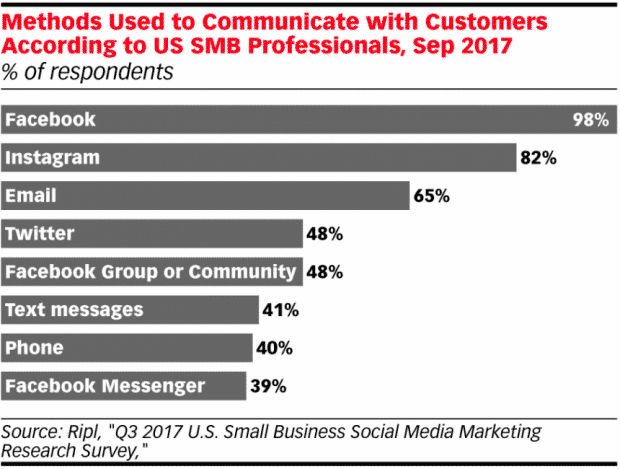 Methods Used to Communicate with Customers
According to US SMB Professionals, Sep 2017
% of respondents
Facebook 98%
Instagram 82%
Email 65%
Twitter 48%
Facebook Group or Community 48%
Text messages 41%
Phone 40%
Facebook Messenger 39%
Source: Ripl, "Q3 2017 U.S. Small Business Social Media Marketing
Research Survey,"